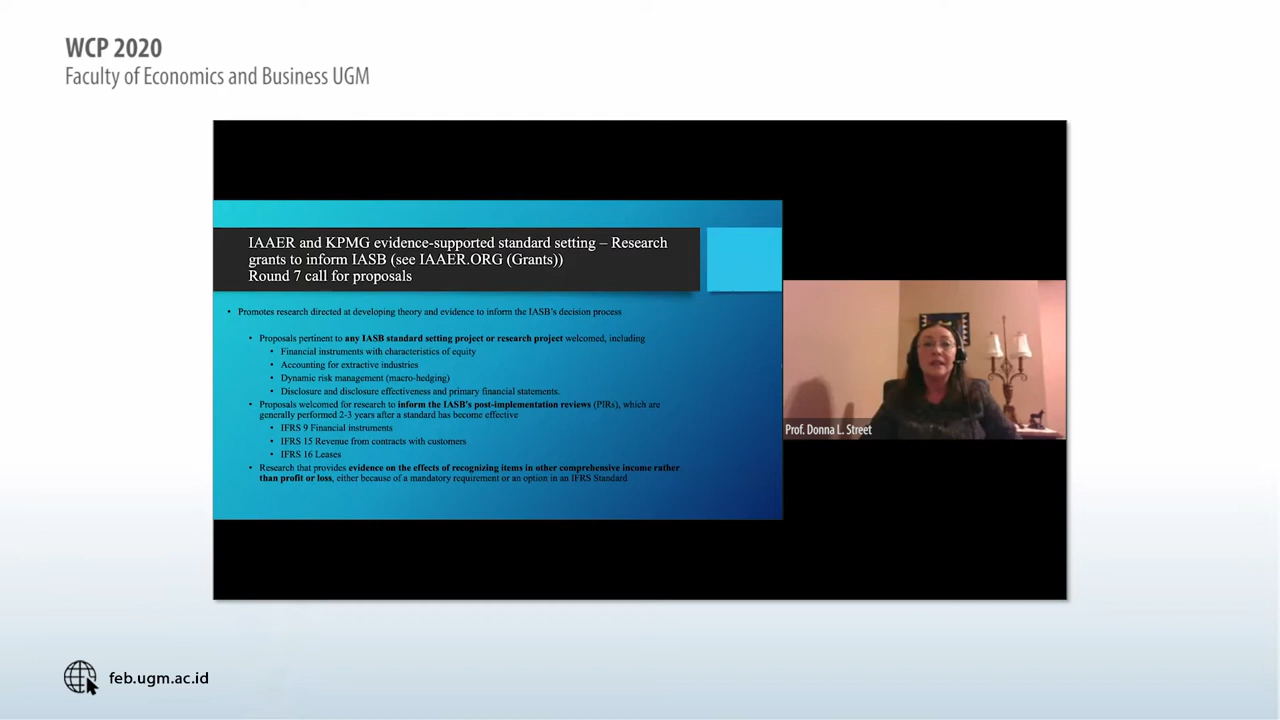 WCP 2020
Faculty of Economics and Business UGM
IAAER and KPMG evidence-supported standard setting – Research
grants to inform IASB (see IAAER.ORG (Grants))
Round 7 call for proposals
• Promotes research directed at developing theory and evidence to inform the IASB's decision process
• Proposals pertinent to any IASB standard setting project or research project welcomed, including
• Financial instruments with characteristics of equity
• Accounting for extractive industries
• Dynamic risk management (macro-hedging)
• Disclosure and disclosure effectiveness and primary financial statements.
• Proposals welcomed for research to inform the IASB's post-implementation reviews (PIRs), which are
generally performed 2-3 years after a standard has become effective
• IFRS 9 Financial instruments
• IFRS 15 Revenue from contracts with customers
• IFRS 16 Leases
• Research that provides evidence on the effects of recognizing items in other comprehensive income rather
than profit or loss, either because of a mandatory requirement or an option in an IFRS Standard
Prof. Donna L. Street
feb.ugm.ac.id